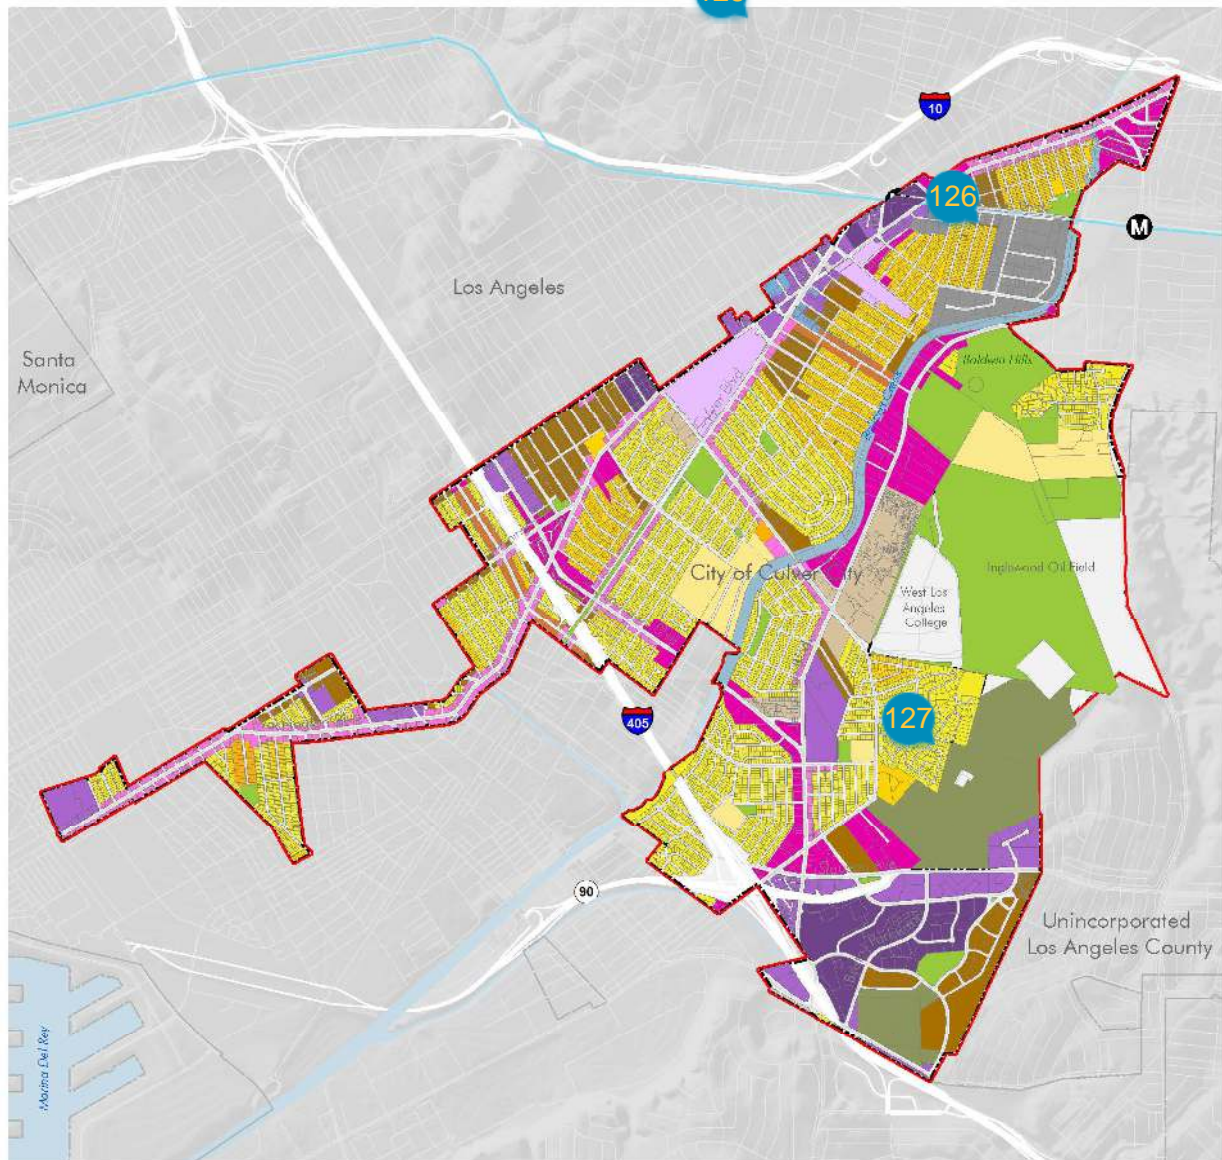 10
126
M
Los Angeles
Santa
Monica
Baldwin Hills
City of Culver City
Inglewood Oil Field
West Los
Angeles
College
127
405
90
Unincorporated
Los Angeles County
Marina Del Rey